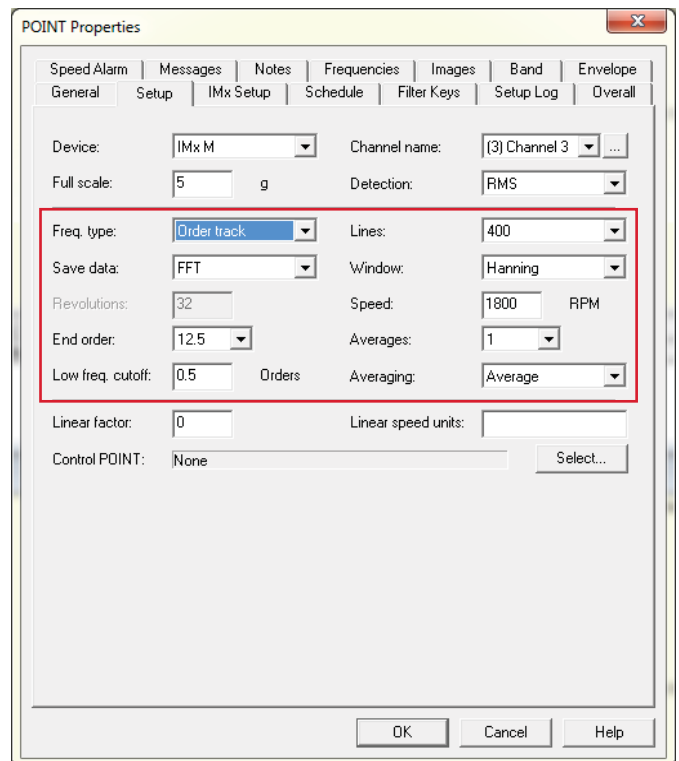 POINT Properties
x
Speed Alarm Messages Notes Frequencies Images Band Envelope
General Setup IMx Setup Schedule Filter Keys Setup Log Overall
Device: IMx M Channel name: (3) Channel 3 ...
Full scale: 5 g Detection: RMS
Freq. type: Order track Lines: 400
Save data: FFT Window: Hanning
Revolutions: 32 Speed: 1800 RPM
End order: 12.5 Averages: 1
Low freq. cutoff: 0.5 Orders Averaging: Average
Linear factor: 0 Linear speed units:
Control POINT: None Select...
OK Cancel Help